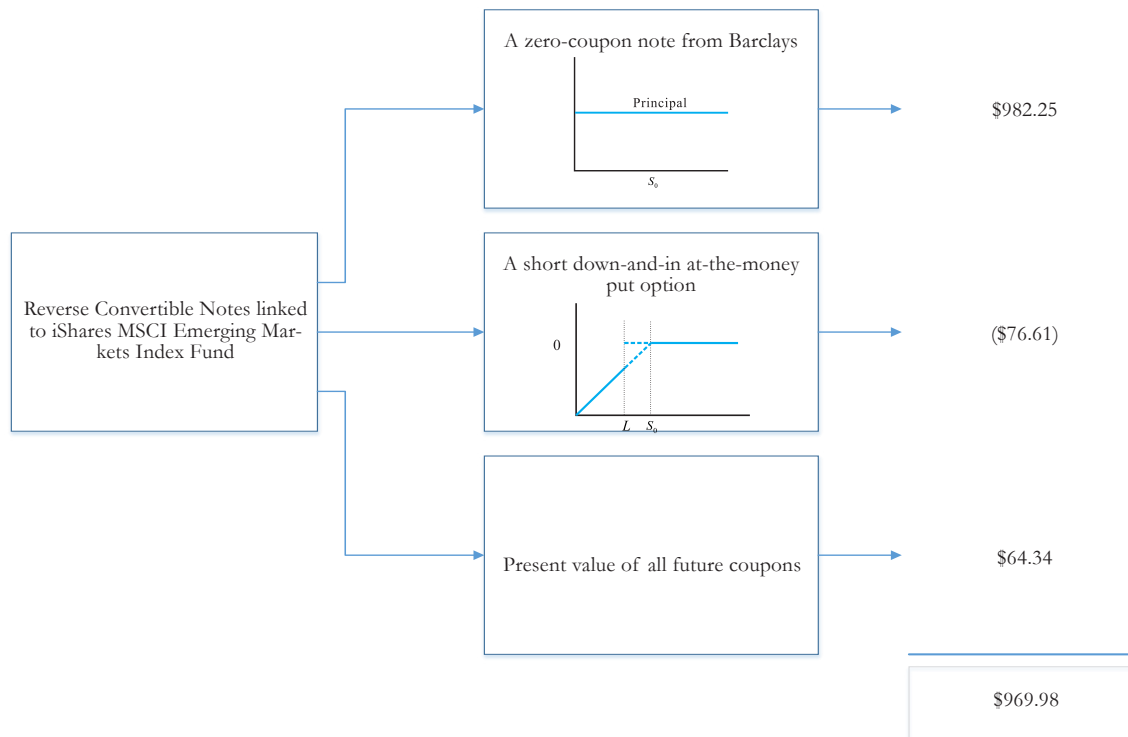 A zero-coupon note from Barclays
Principal
S₀
$982.25
Reverse Convertible Notes linked
to iShares MSCI Emerging Mar-
kets Index Fund
A short down-and-in at-the-money
put option
0
L S₀
($76.61)
Present value of all future coupons
$64.34
$969.98